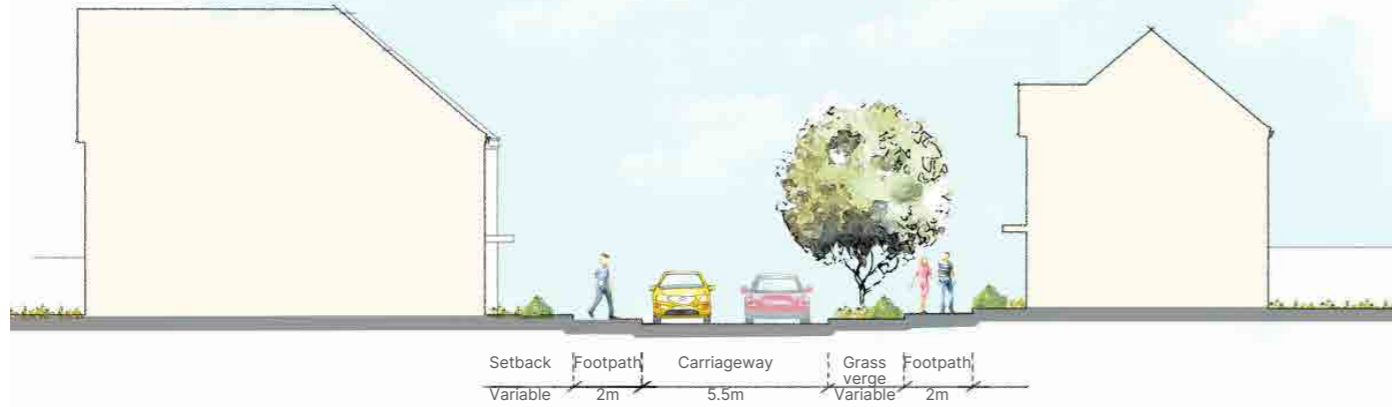 Setback Footpath Carriageway Grass verge Footpath
Variable 2m 5.5m Variable 2m